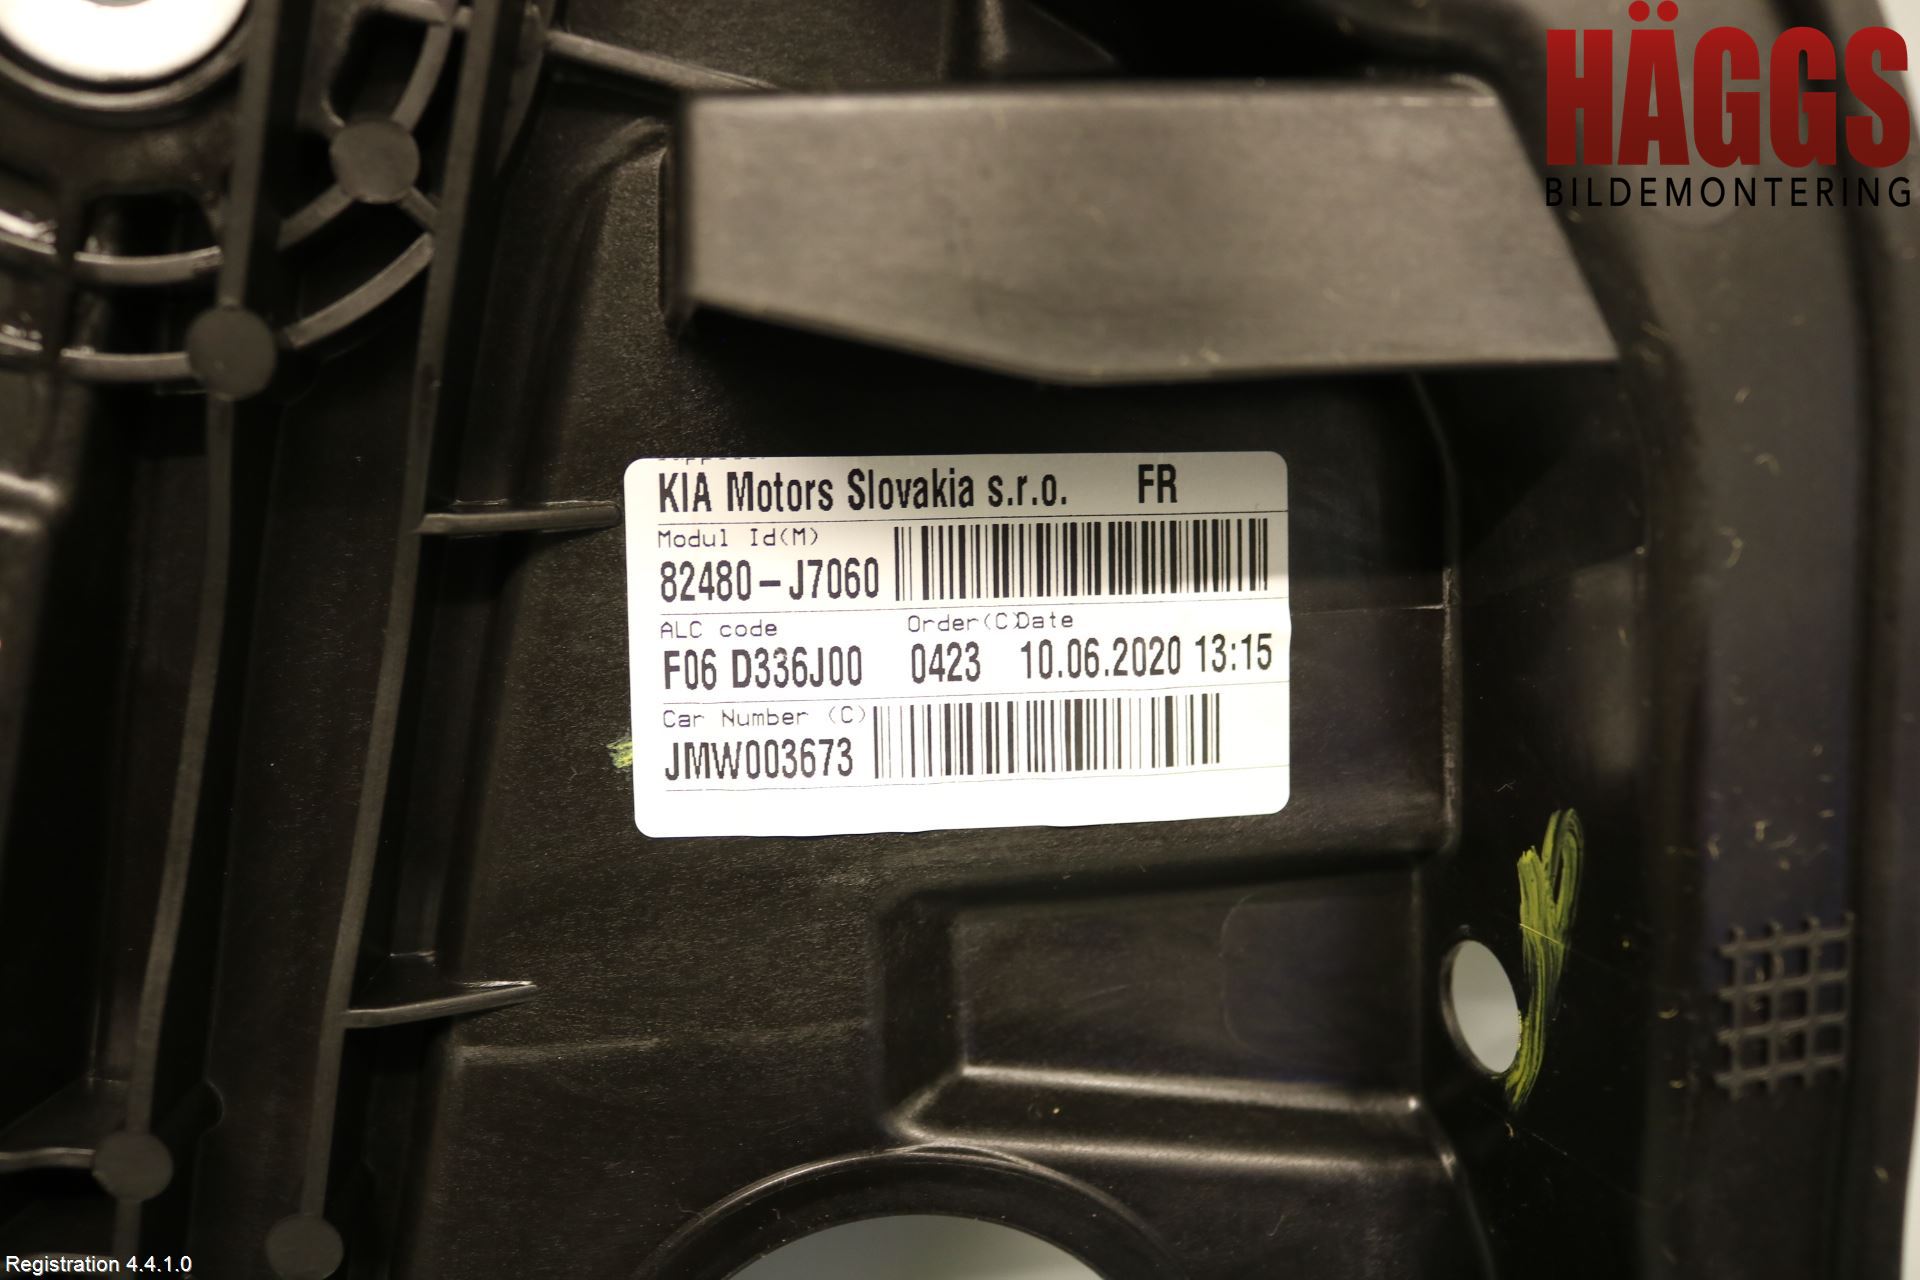 HÄGGS
BILDEMONTERING
KIA Motors Slovakia s.r.o. FR
Modul Id(M)
82480-J7060
ALC code Order(C)Date
F06 D336J00 0423 10.06.2020 13:15
Car Number (C)
JMW003673
Registration 4.4.1.0